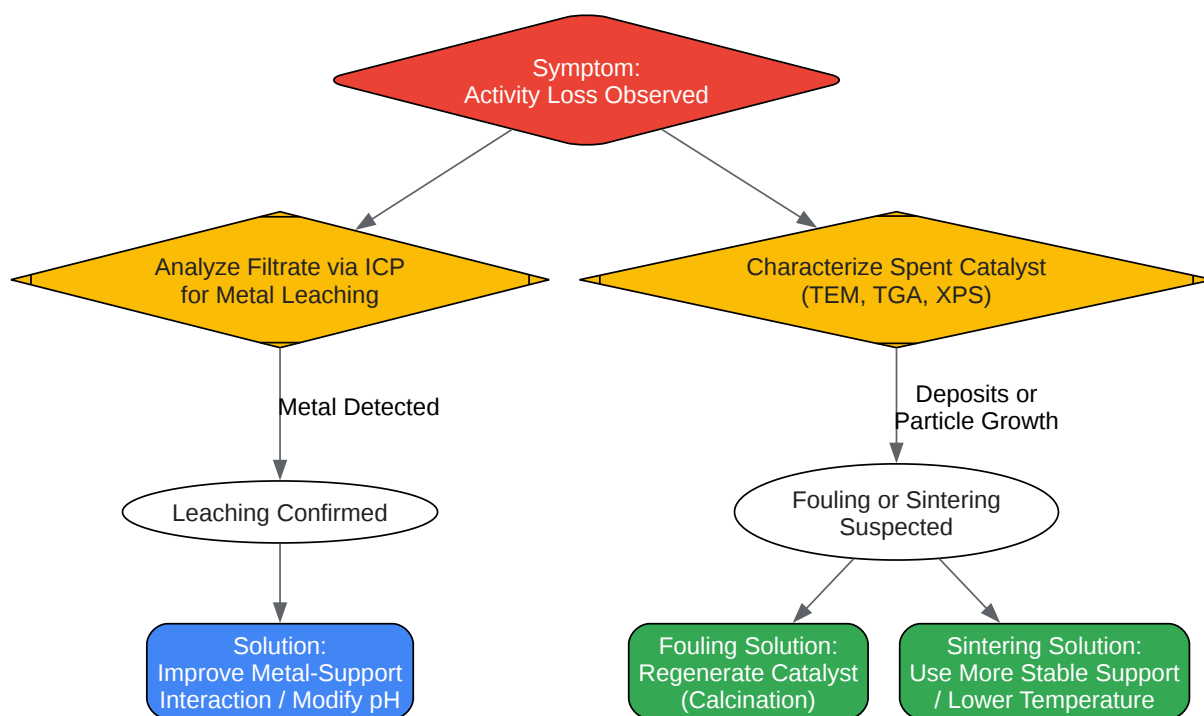 Symptom:
Activity Loss Observed
Analyze Filtrate via ICP
for Metal Leaching
Characterize Spent Catalyst
(TEM, TGA, XPS)
Metal Detected
Deposits or
Particle Growth
Leaching Confirmed
Fouling or Sintering
Suspected
Solution:
Improve Metal-Support
Interaction / Modify pH
Fouling Solution:
Regenerate Catalyst
(Calcination)
Sintering Solution:
Use More Stable Support
/ Lower Temperature